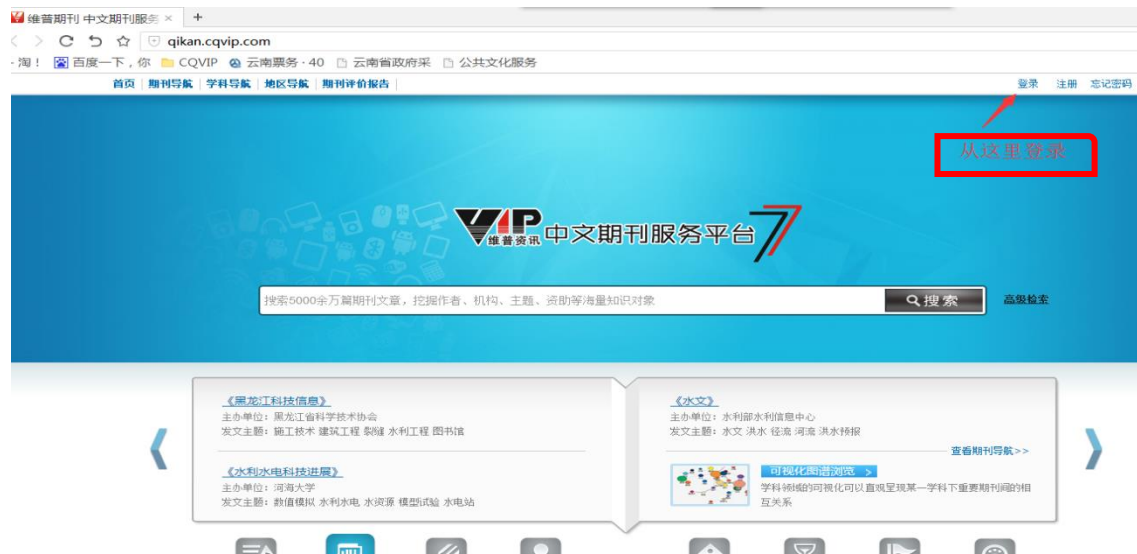 维普期刊 中文期刊服务 × +
qikan.cqvip.com
淘！ 百度一下，你 CQVIP 云南票务·40 云南省政府采 公共文化服务
首页 期刊导航 学科导航 地区导航 期刊评价报告 登录 注册 忘记密码
从这里登录
VIP 维普资讯 中文期刊服务平台 7
搜索5000余万篇期刊文章，挖掘作者、机构、主题、资助等海量知识对象 搜索 高级检索
《黑龙江科技信息》
主办单位：黑龙江省科学技术协会
发文主题：施工技术 建筑工程 裂缝 水利工程 图书馆
《水利水电科技进展》
主办单位：河海大学
发文主题：数值模拟 水利水电 水资源 模型试验 水电站
《水文》
主办单位：水利部水利信息中心
发文主题：水文 洪水 径流 河流 洪水预报
查看期刊导航>>
可视化图谱浏览 >
学科领域的可视化可以直观呈现某一学科下重要期刊间的相
互关系